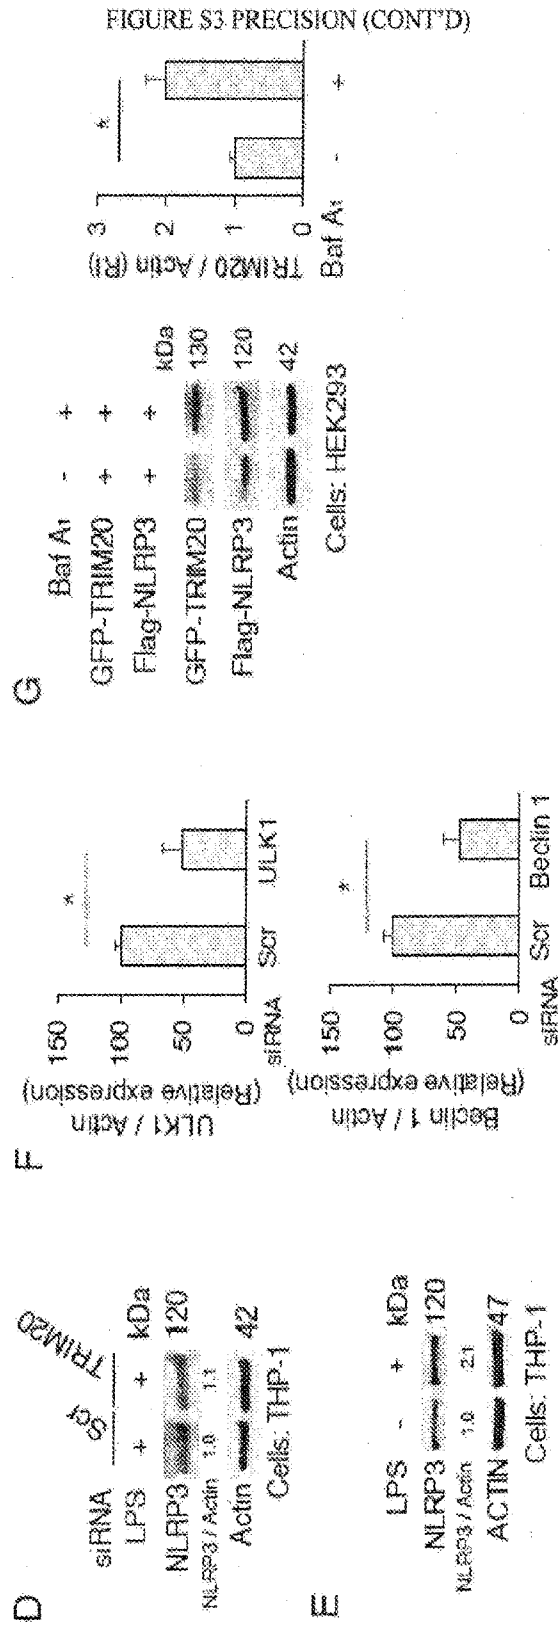 FIGURE S3 PRECISION (CONT'D)
D
siRNA Scr TRIM20
LPS + + kDa
NLRP3 120
NLRP3 / Actin 1.0 1.1
Actin 42
Cells: THP-1
E
LPS - + kDa
NLRP3 120
NLRP3 / Actin 1.0 2.1
ACTIN 47
Cells: THP-1
F
ULK1 / Actin
(Relative expression)
150
100
50
0
*
siRNA Scr ULK1
Beclin 1 / Actin
(Relative expression)
150
100
50
0
*
siRNA Scr Beclin 1
G
Baf A1 - +
GFP-TRIM20 + +
Flag-NLRP3 + +
kDa
GFP-TRIM20 130
Flag-NLRP3 120
Actin 42
Cells: HEK293
TRIM20 / Actin (RI)
3
2
1
0
*
Baf A1 - +